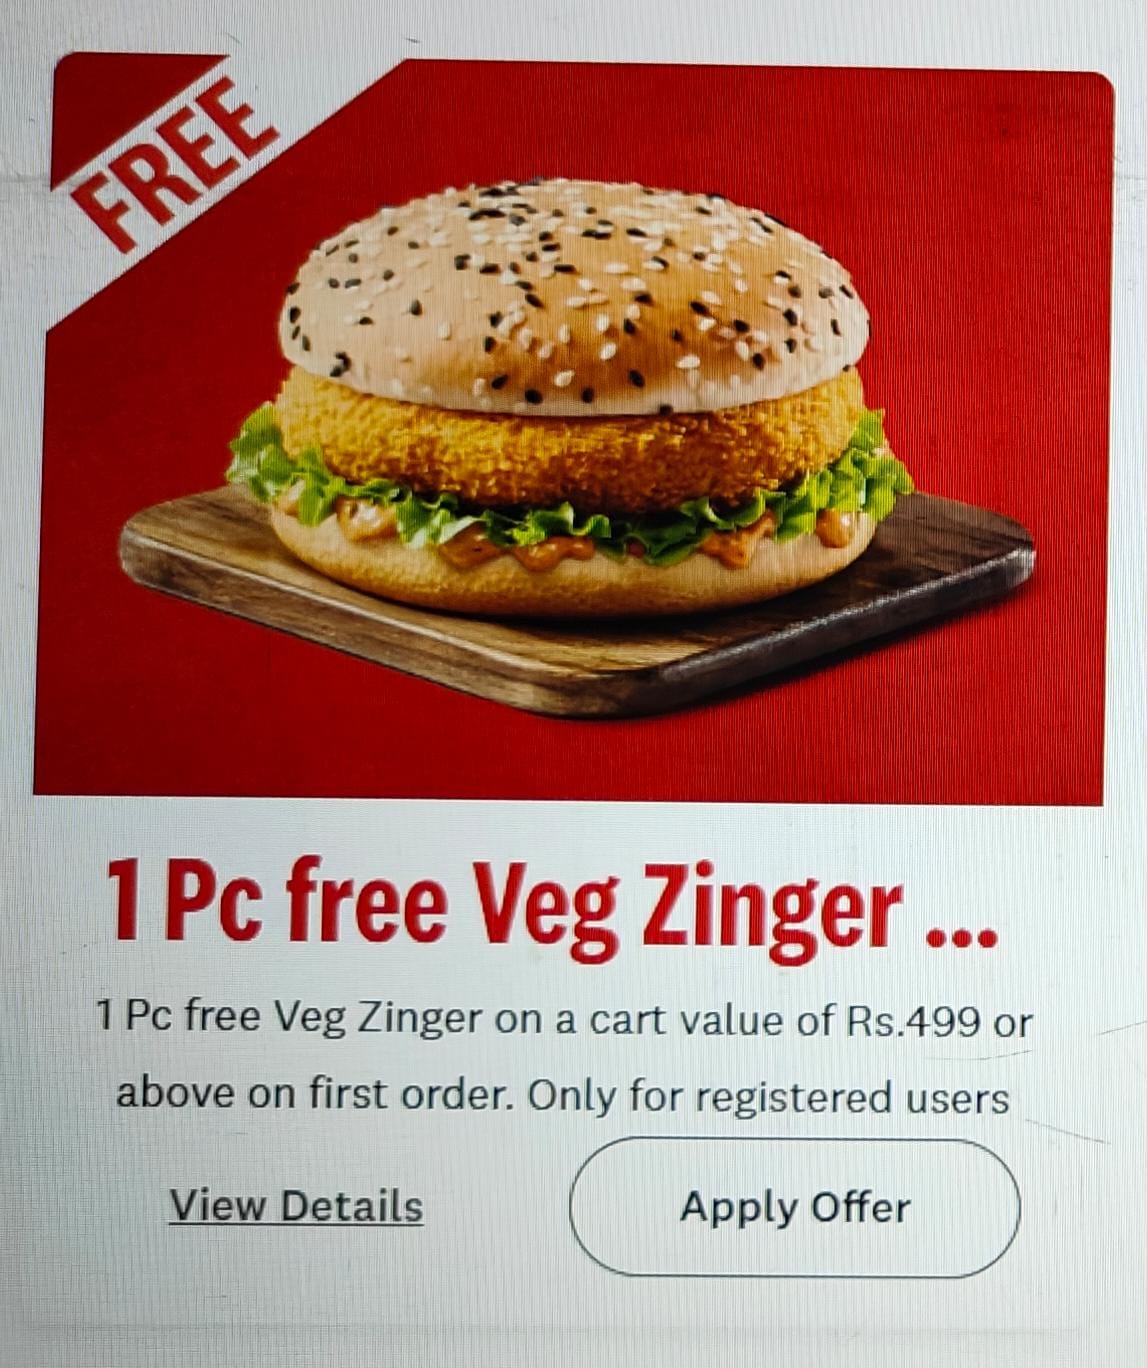 FREE
1 Pc free Veg Zinger ...
1 Pc free Veg Zinger on a cart value of Rs.499 or
above on first order. Only for registered users
View Details
Apply Offer